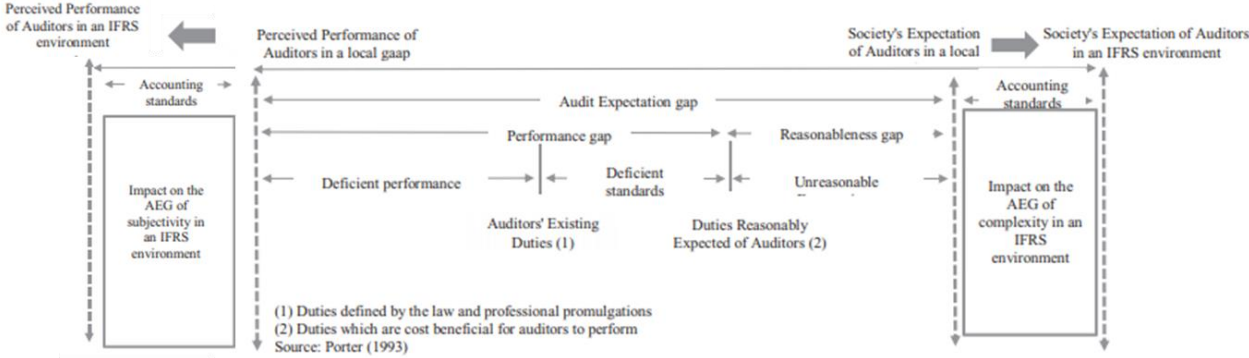 Perceived Performance
of Auditors in an IFRS
environment
Perceived Performance of
Auditors in a local gaap
Society's Expectation
of Auditors in a local
Society's Expectation of Auditors
in an IFRS environment
Accounting
standards
Accounting
standards
Audit Expectation gap
Performance gap
Reasonableness gap
Deficient performance
Deficient
standards
Unreasonable
Impact on the
AEG of
subjectivity in
an IFRS
environment
Auditors' Existing
Duties (1)
Duties Reasonably
Expected of Auditors (2)
Impact on the
AEG of
complexity in an
IFRS
environment
(1) Duties defined by the law and professional promulgations
(2) Duties which are cost beneficial for auditors to perform
Source: Porter (1993)